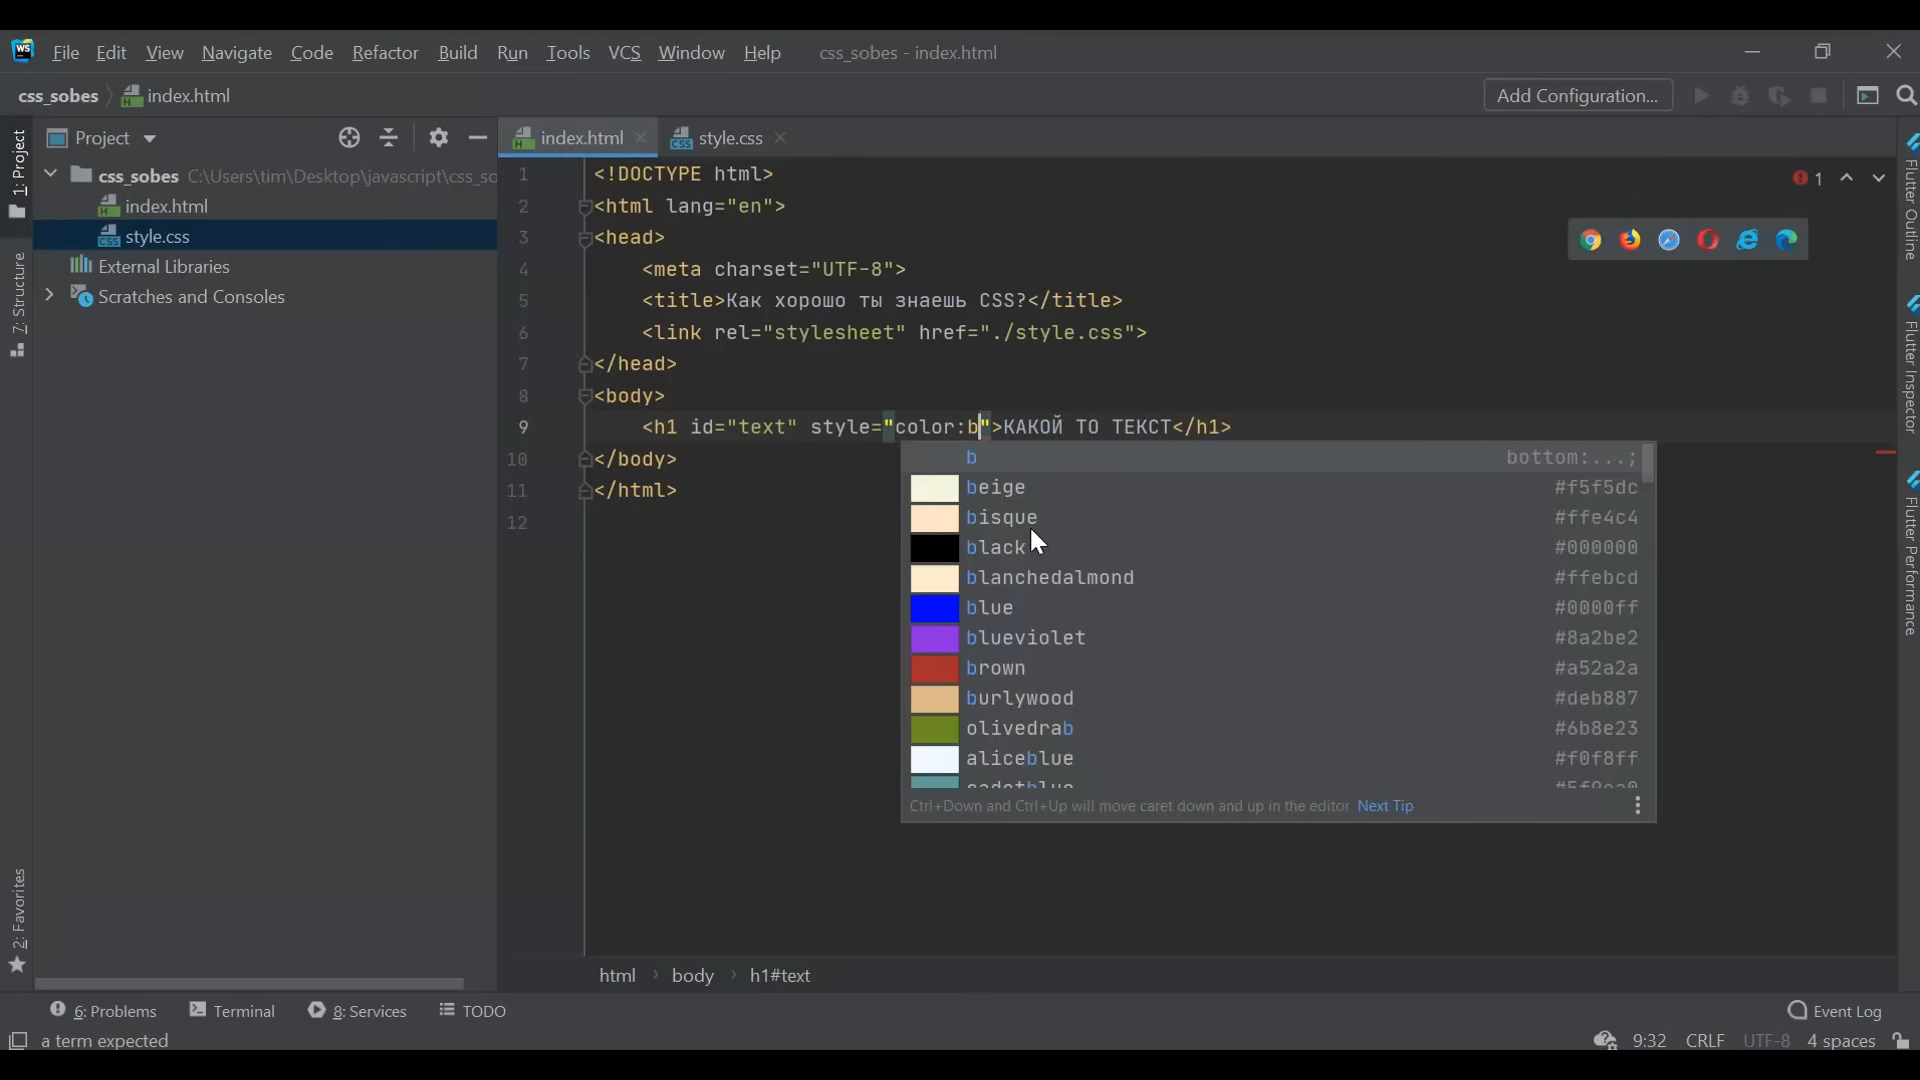 File Edit View Navigate Code Refactor Build Run Tools VCS Window Help css_sobes - index.html
css_sobes index.html Add Configuration...
1: Project
7: Structure
2: Favorites
Project
css_sobes C:\Users\tim\Desktop\javascript\css_so
index.html
style.css
External Libraries
Scratches and Consoles
index.html style.css
1 <!DOCTYPE html>
2 <html lang="en">
3 <head>
4 <meta charset="UTF-8">
5 <title>Как хорошо ты знаешь CSS?</title>
6 <link rel="stylesheet" href="./style.css">
7 </head>
8 <body>
9 <h1 id="text" style="color:b">КАКОЙ ТО ТЕКСТ</h1>
10 </body>
11 </html>
12
1
b bottom:...;
beige #f5f5dc
bisque #ffe4c4
black #000000
blanchedalmond #ffebcd
blue #0000ff
blueviolet #8a2be2
brown #a52a2a
burlywood #deb887
olivedrab #6b8e23
aliceblue #f0f8ff
Ctrl+Down and Ctrl+Up will move caret down and up in the editor Next Tip
Flutter Outline
Flutter Inspector
Flutter Performance
html body h1#text
6: Problems Terminal 8: Services TODO Event Log
a term expected 9:32 CRLF UTF-8 4 spaces